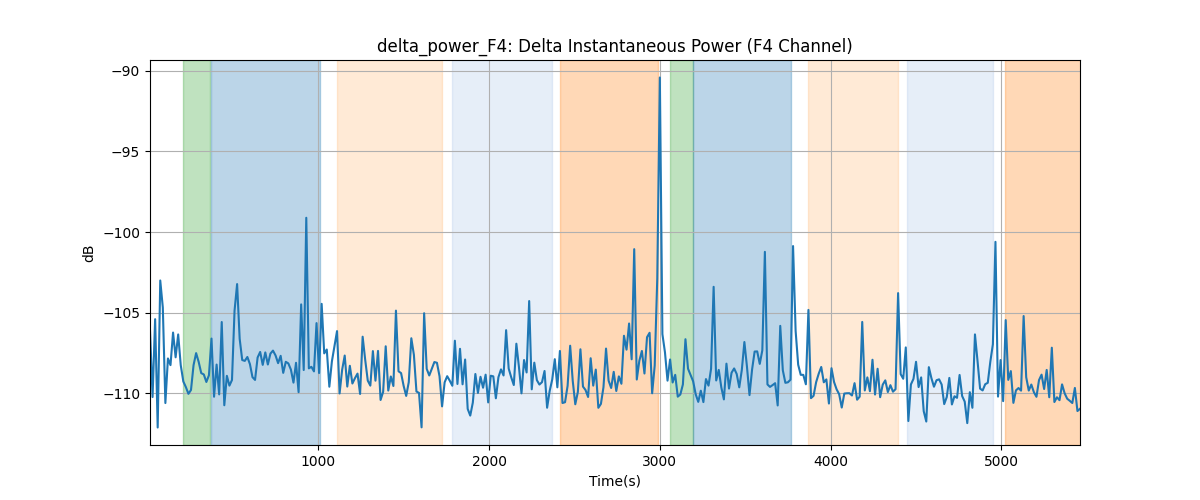 delta_power_F4: Delta Instantaneous Power (F4 Channel)
−90
−95
−100
−105
−110
dB
1000 2000 3000 4000 5000
Time(s)